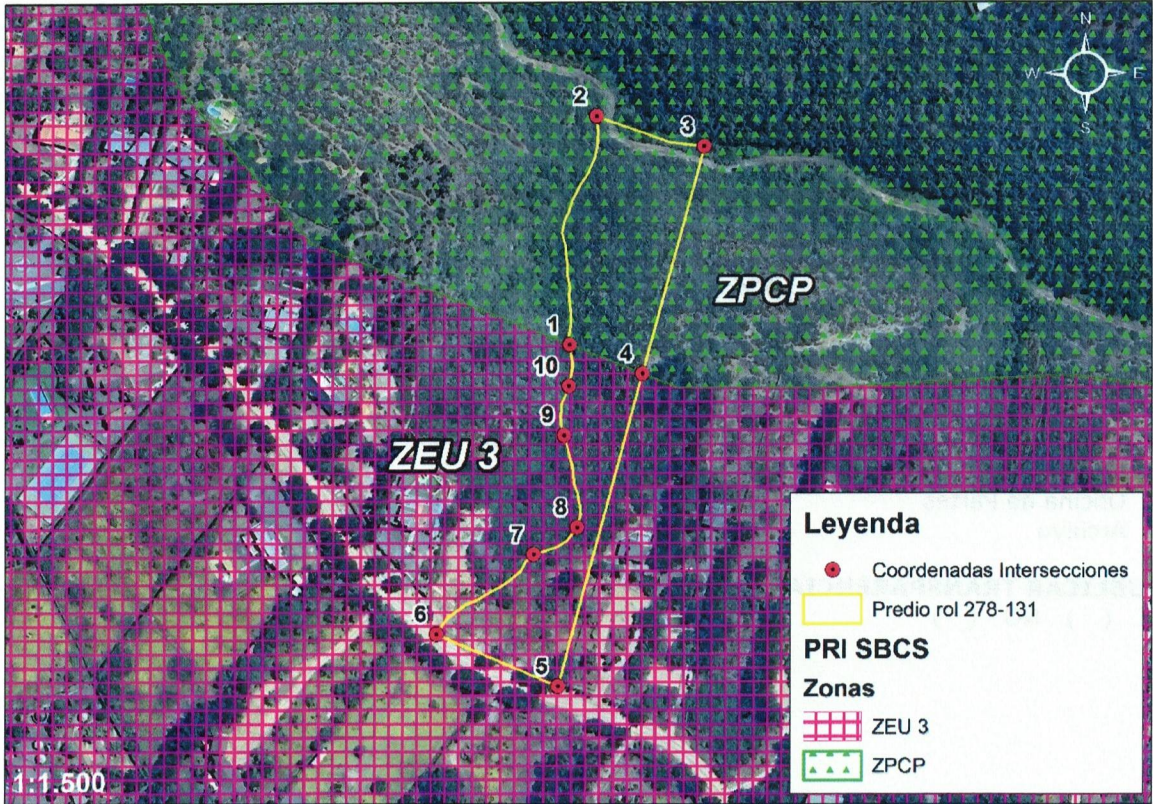 N
W E
S
2
3
ZPCP
1
4
10
9
ZEU 3
8
7
6
5
Leyenda
Coordenadas Intersecciones
Predio rol 278-131
PRI SBCS
Zonas
ZEU 3
ZPCP
1:1.500